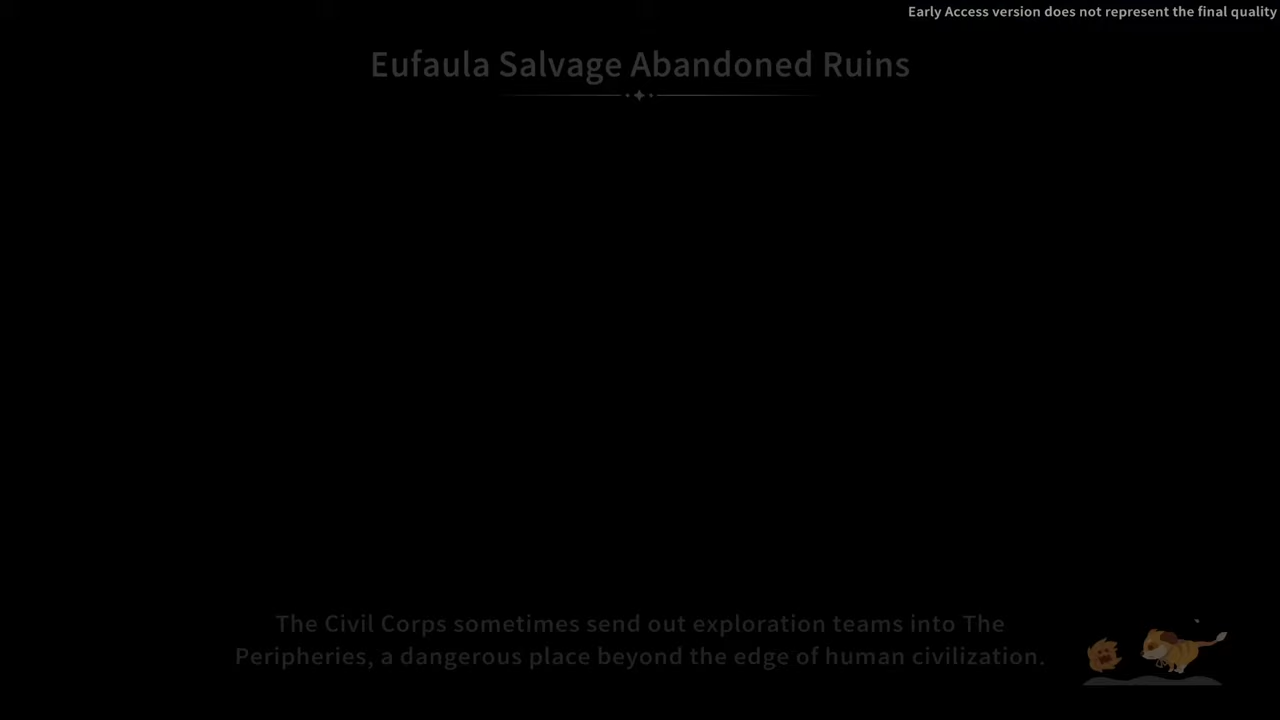 Early Access version does not represent the final quality
Eufaula Salvage Abandoned Ruins
The Civil Corps sometimes send out exploration teams into The
Peripheries, a dangerous place beyond the edge of human civilization.